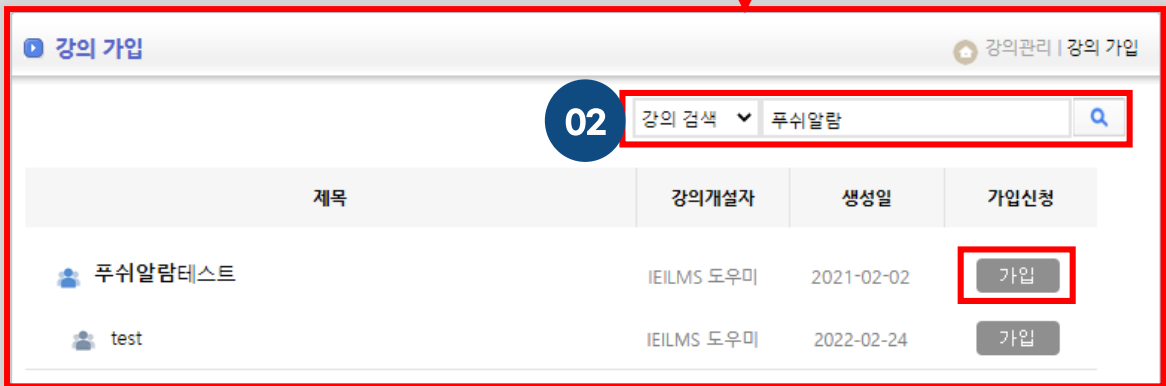 강의 가입
강의관리 | 강의 가입
02
강의 검색 푸쉬알람
제목 강의개설자 생성일 가입신청
푸쉬알람테스트 IEILMS 도우미 2021-02-02 가입
test IEILMS 도우미 2022-02-24 가입